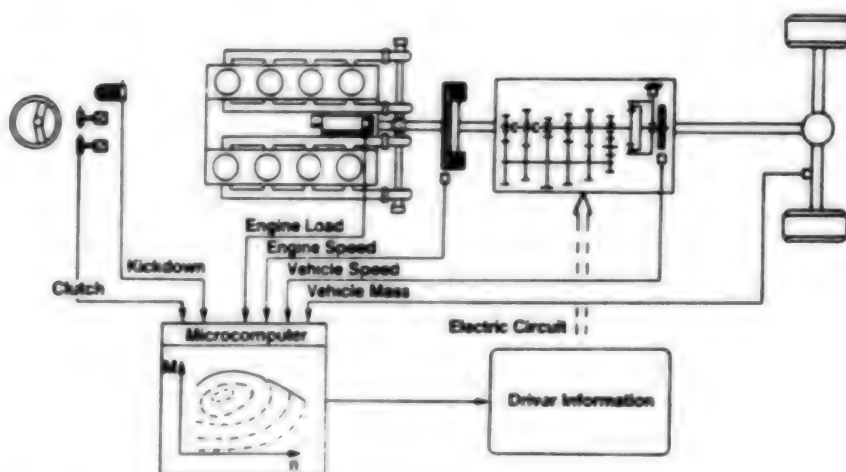 Engine Load
Engine Speed
Kickdown
Vehicle Speed
Clutch
Vehicle Mass
Electric Circuit
Microcomputer
M
Driver Information
n